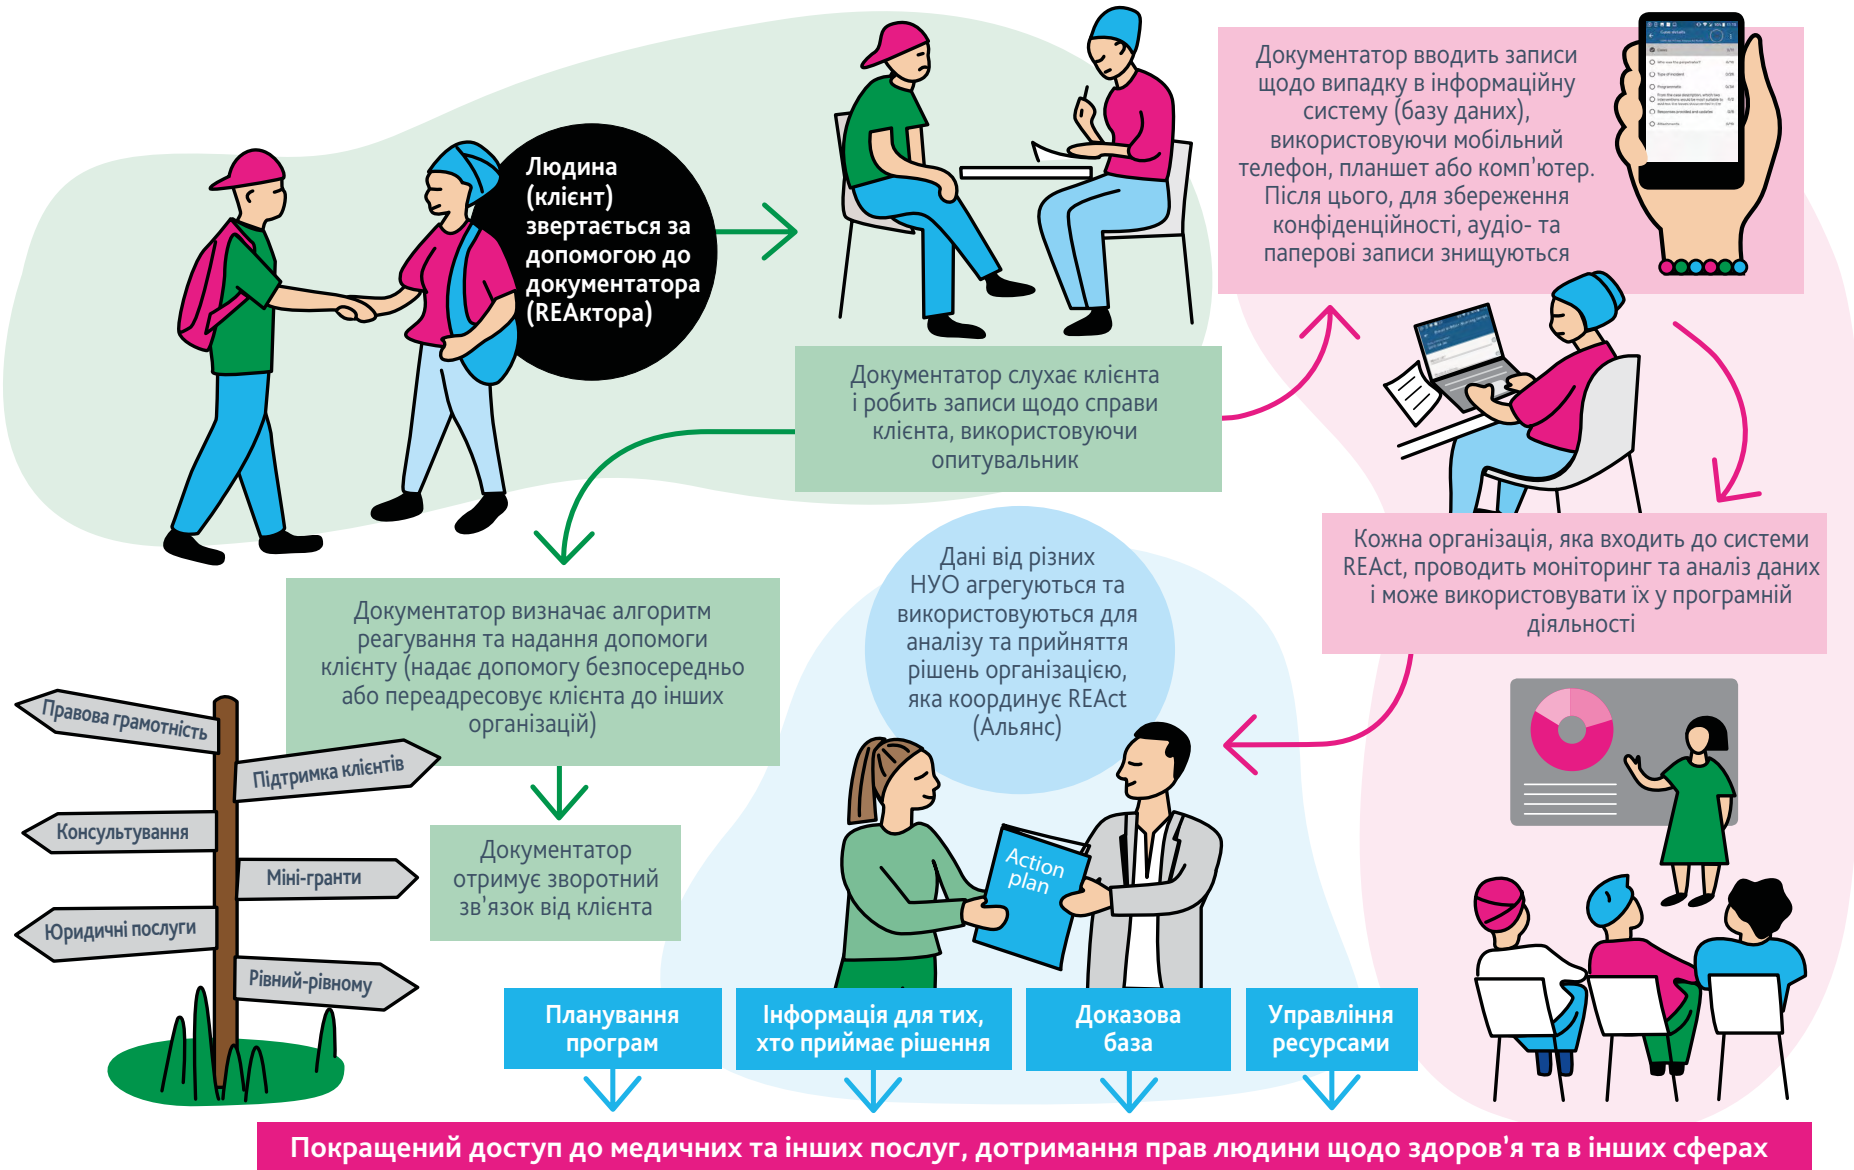 Людина
(клієнт)
звертається за
допомогою до
документатора
(REAктора)
Документатор слухає клієнта
і робить записи щодо справи
клієнта, використовуючи
опитувальник
Документатор вводить записи
щодо випадку в інформаційну
систему (базу даних),
використовуючи мобільний
телефон, планшет або комп'ютер.
Після цього, для збереження
конфіденційності, аудіо- та
паперові записи знищуються
Кожна організація, яка входить до системи
REAct, проводить моніторинг та аналіз даних
і може використовувати їх у програмній
діяльності
Дані від різних
НУО агрегуються та
використовуються для
аналізу та прийняття
рішень організацією,
яка координує REAct
(Альянс)
Action
plan
Документатор визначає алгоритм
реагування та надання допомоги
клієнту (надає допомогу безпосередньо
або переадресовує клієнта до інших
організацій)
Документатор
отримує зворотний
зв'язок від клієнта
Правова грамотність
Підтримка клієнтів
Консультування
Міні-гранти
Юридичні послуги
Рівний-рівному
Планування
програм
Інформація для тих,
хто приймає рішення
Доказова
база
Управління
ресурсами
Покращений доступ до медичних та інших послуг, дотримання прав людини щодо здоров’я та в інших сферах